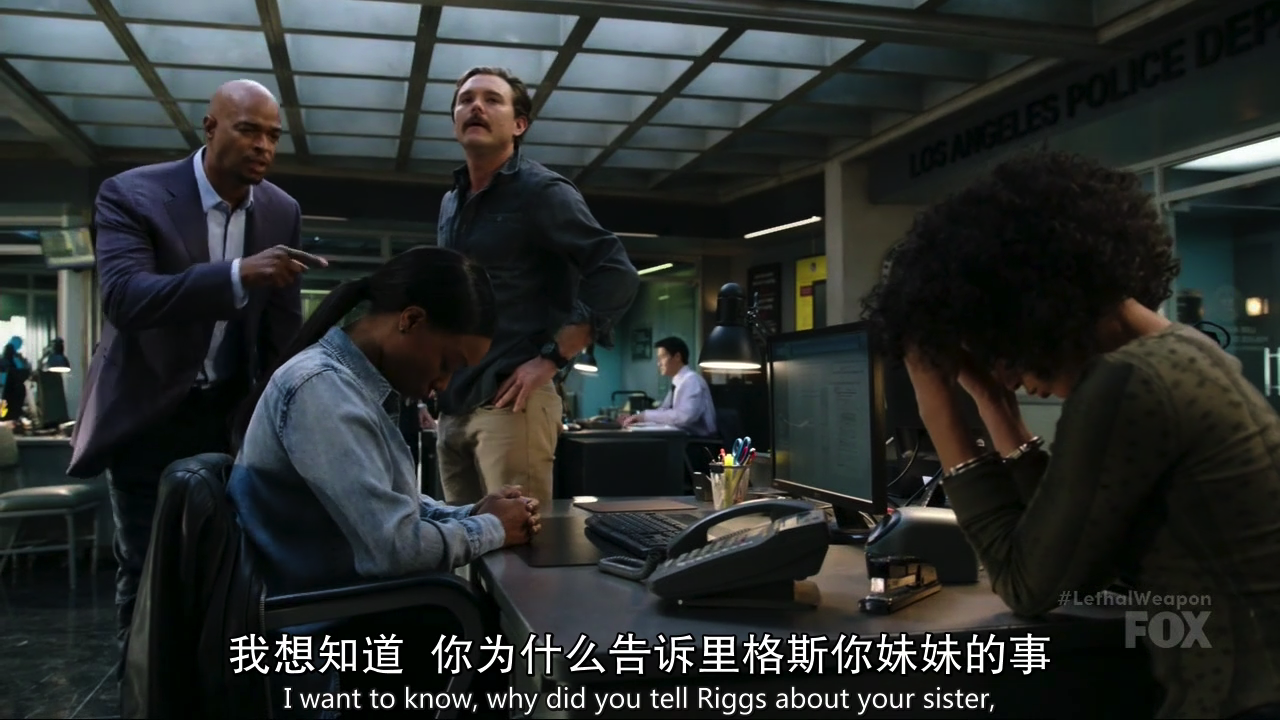 LOS ANGELES POLICE DEP
#LethalWeapon
FOX
我想知道 你为什么告诉里格斯你妹妹的事
I want to know, why did you tell Riggs about your sister,